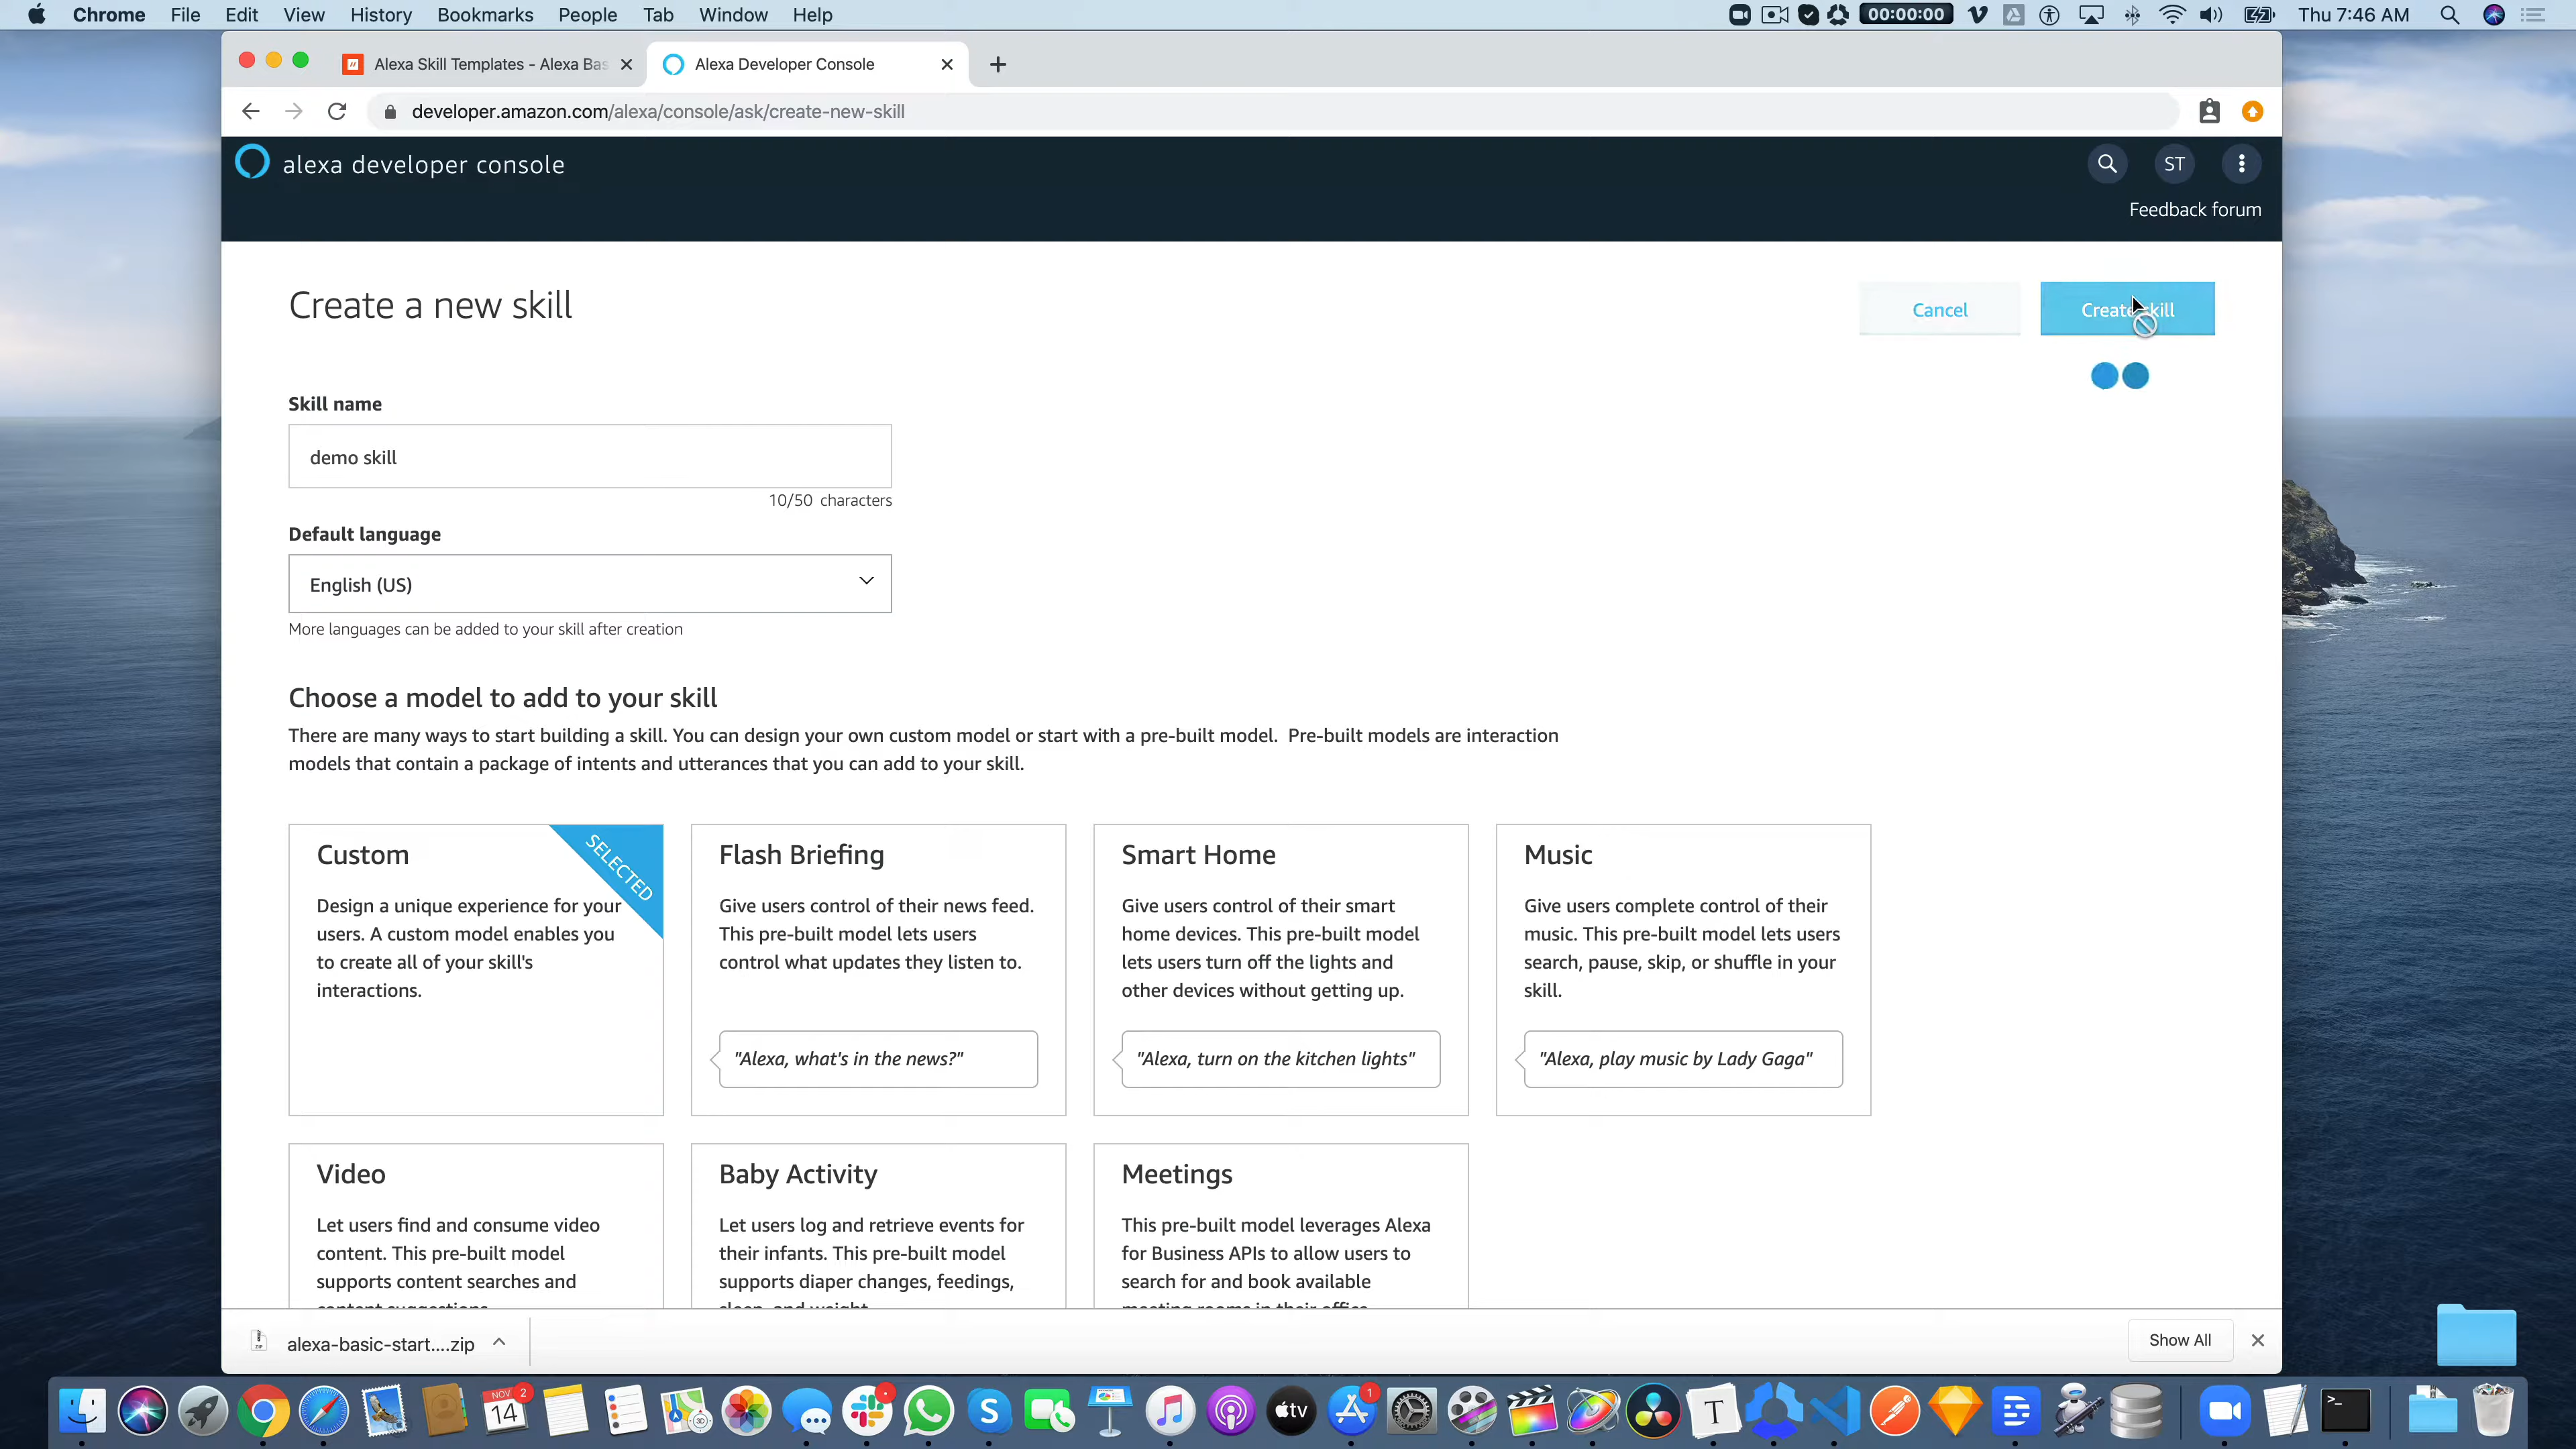 Chrome File Edit View History Bookmarks People Tab Window Help 00:00:00 Thu 7:46 AM
Alexa Skill Templates - Alexa Bas
Alexa Developer Console
developer.amazon.com/alexa/console/ask/create-new-skill
alexa developer console
ST
Feedback forum
Create a new skill
Cancel
Create skill
Skill name
demo skill
10/50 characters
Default language
English (US)
More languages can be added to your skill after creation
Choose a model to add to your skill
There are many ways to start building a skill. You can design your own custom model or start with a pre-built model. Pre-built models are interaction
models that contain a package of intents and utterances that you can add to your skill.
Custom
SELECTED
Design a unique experience for your
users. A custom model enables you
to create all of your skill's
interactions.
Flash Briefing
Give users control of their news feed.
This pre-built model lets users
control what updates they listen to.
"Alexa, what's in the news?"
Smart Home
Give users control of their smart
home devices. This pre-built model
lets users turn off the lights and
other devices without getting up.
"Alexa, turn on the kitchen lights"
Music
Give users complete control of their
music. This pre-built model lets users
search, pause, skip, or shuffle in your
skill.
"Alexa, play music by Lady Gaga"
Video
Let users find and consume video
content. This pre-built model
supports content searches and
content suggestions
Baby Activity
Let users log and retrieve events for
their infants. This pre-built model
supports diaper changes, feedings,
sleep, and weight
Meetings
This pre-built model leverages Alexa
for Business APIs to allow users to
search for and book available
meeting rooms in their office
alexa-basic-start....zip
Show All
NOV 2
14
1
tv